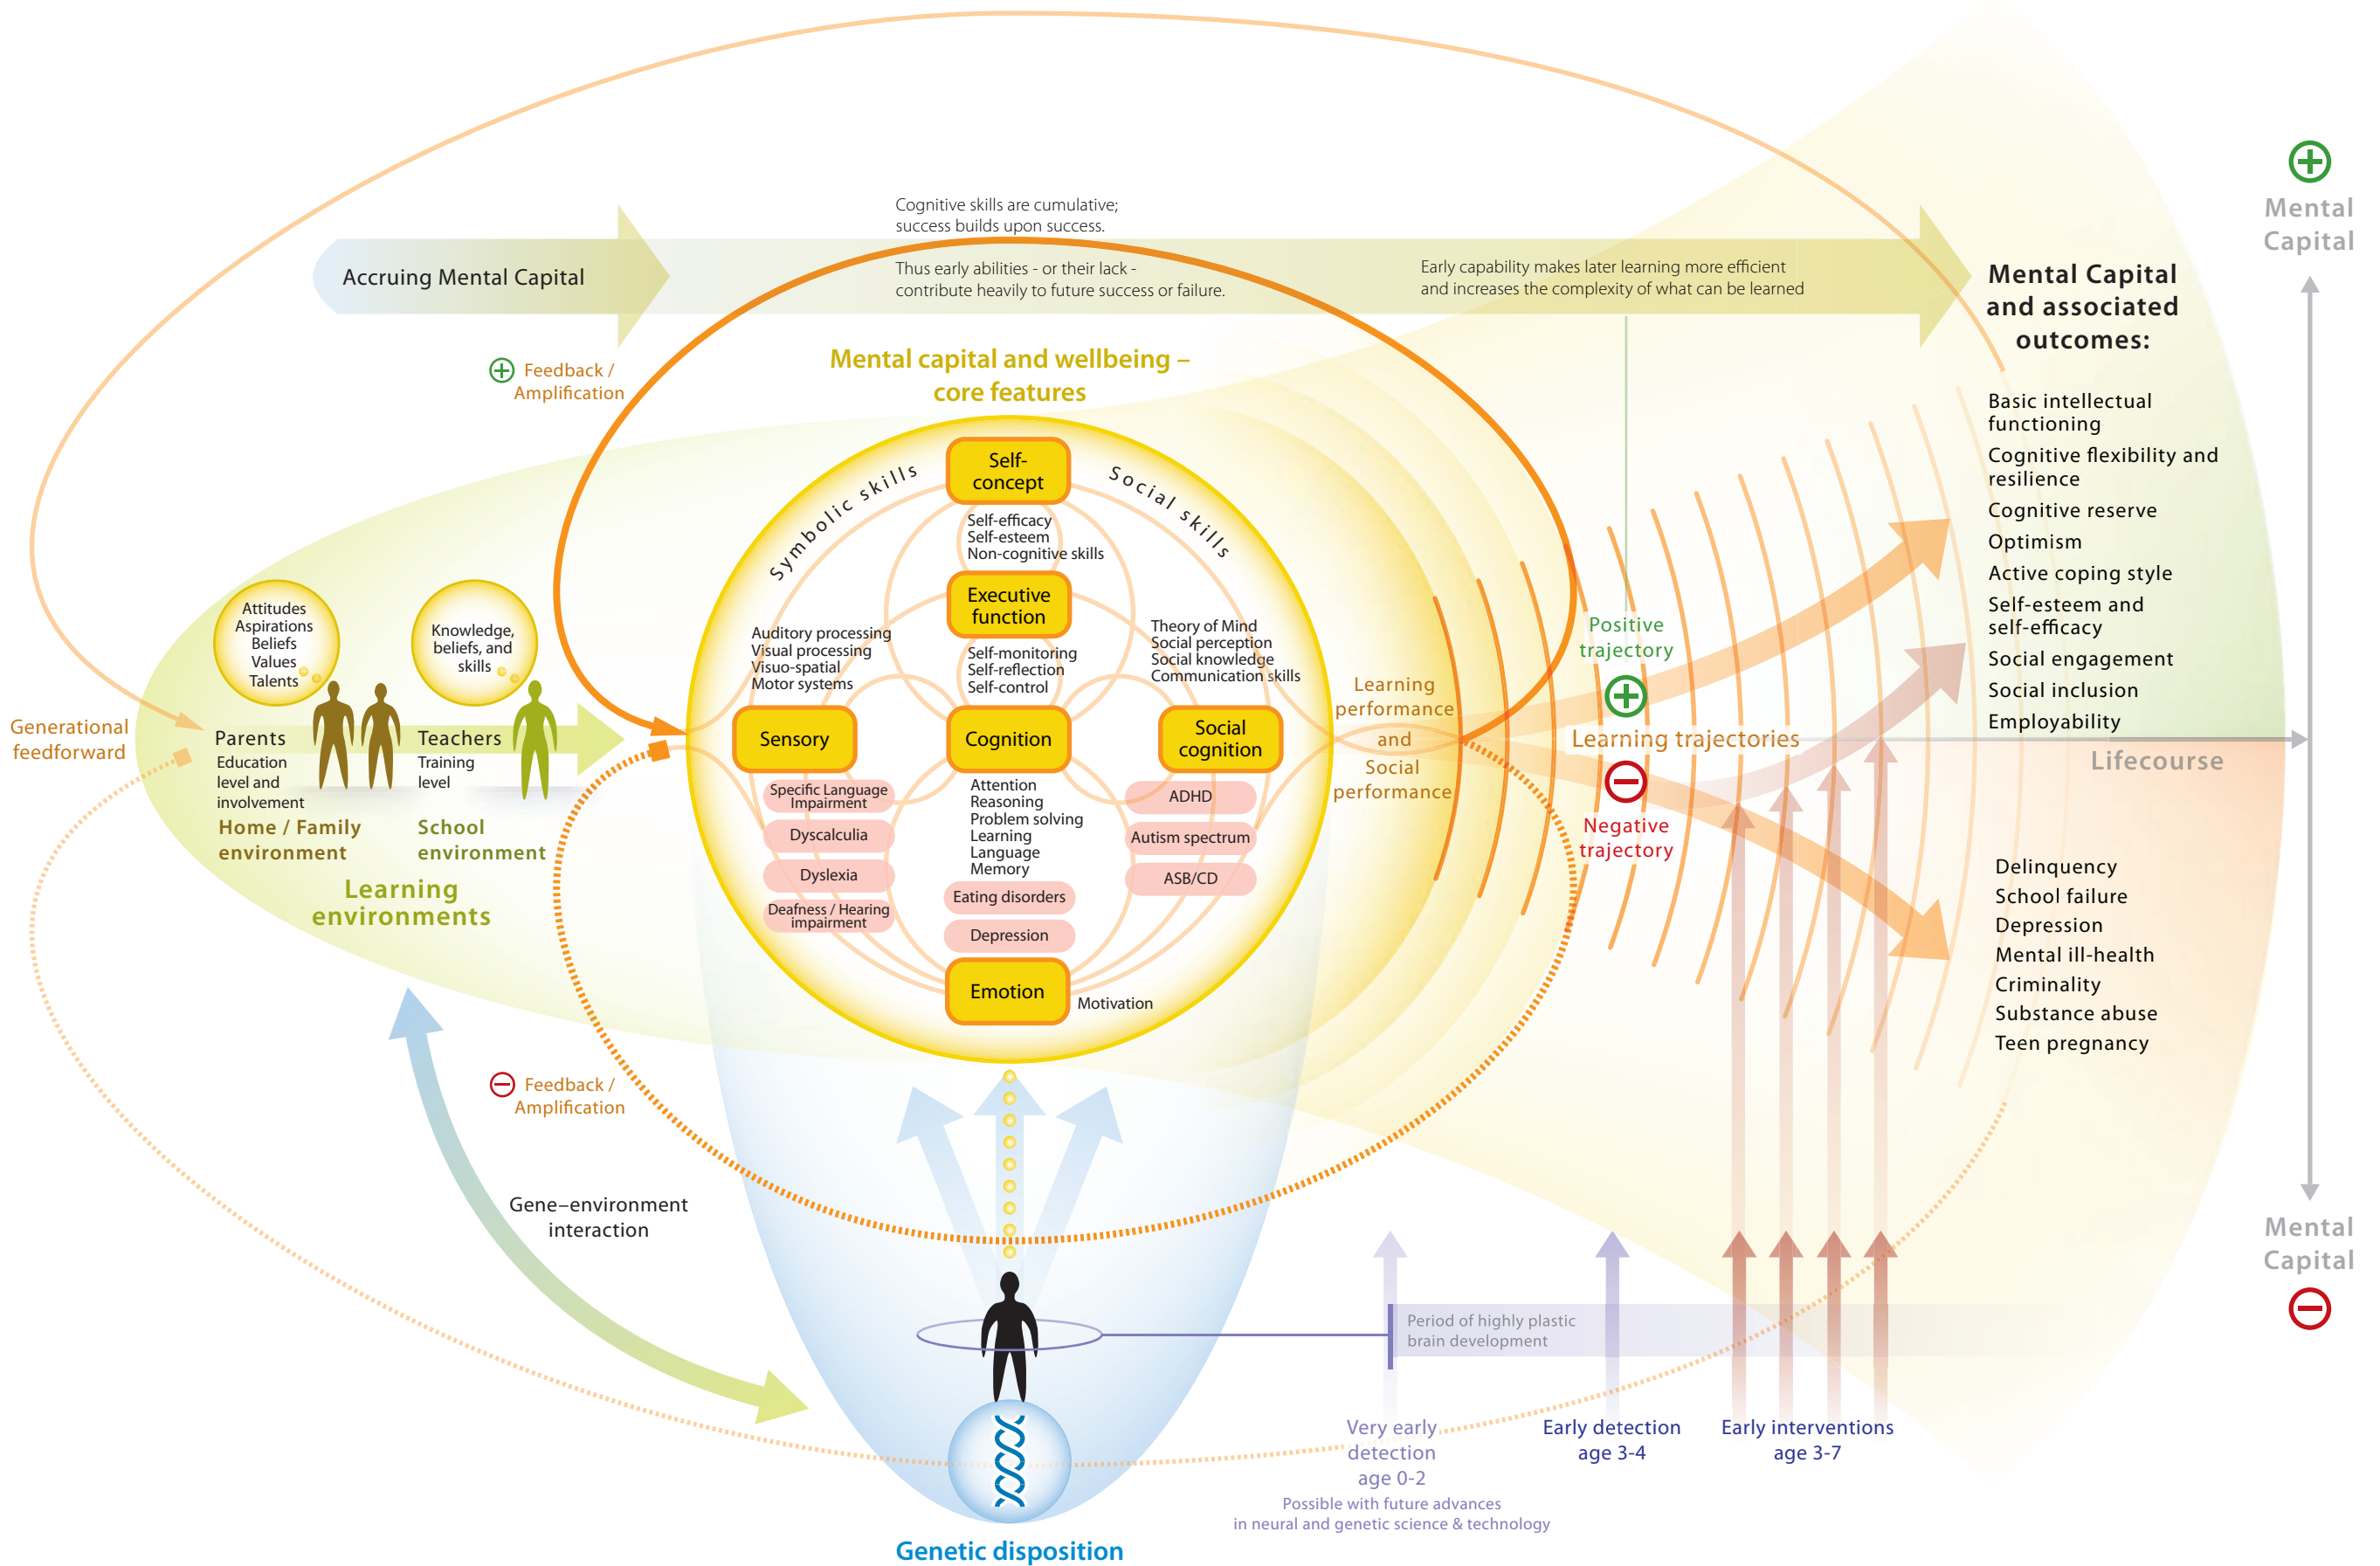 Cognitive skills are cumulative;
success builds upon success.
Accruing Mental Capital
Thus early abilities - or their lack -
contribute heavily to future success or failure.
Early capability makes later learning more efficient
and increases the complexity of what can be learned
Mental
Capital
Mental Capital
and associated
outcomes:
Feedback /
Amplification
Mental capital and wellbeing –
core features
Basic intellectual
functioning
Cognitive flexibility and
resilience
Cognitive reserve
Optimism
Active coping style
Self-esteem and
self-efficacy
Social engagement
Social inclusion
Employability
Symbolic skills
Social skills
Self-
concept
Self-efficacy
Self-esteem
Non-cognitive skills
Executive
function
Self-monitoring
Self-reflection
Self-control
Auditory processing
Visual processing
Visuo-spatial
Motor systems
Theory of Mind
Social perception
Social knowledge
Communication skills
Sensory
Cognition
Social
cognition
Specific Language
Impairment
Dyscalculia
Dyslexia
Deafness / Hearing
impairment
Attention
Reasoning
Problem solving
Learning
Language
Memory
Eating disorders
Depression
ADHD
Autism spectrum
ASB/CD
Emotion
Motivation
Attitudes
Aspirations
Beliefs
Values
Talents
Knowledge,
beliefs, and
skills
Generational
feedforward
Parents
Education
level and
involvement
Home / Family
environment
Teachers
Training
level
School
environment
Learning
environments
Learning
performance
and
Social
performance
Positive
trajectory
Learning trajectories
Negative
trajectory
Lifecourse
Delinquency
School failure
Depression
Mental ill-health
Criminality
Substance abuse
Teen pregnancy
Feedback /
Amplification
Gene–environment
interaction
Mental
Capital
Period of highly plastic
brain development
Very early
detection
age 0-2
Possible with future advances
in neural and genetic science & technology
Early detection
age 3-4
Early interventions
age 3-7
Genetic disposition